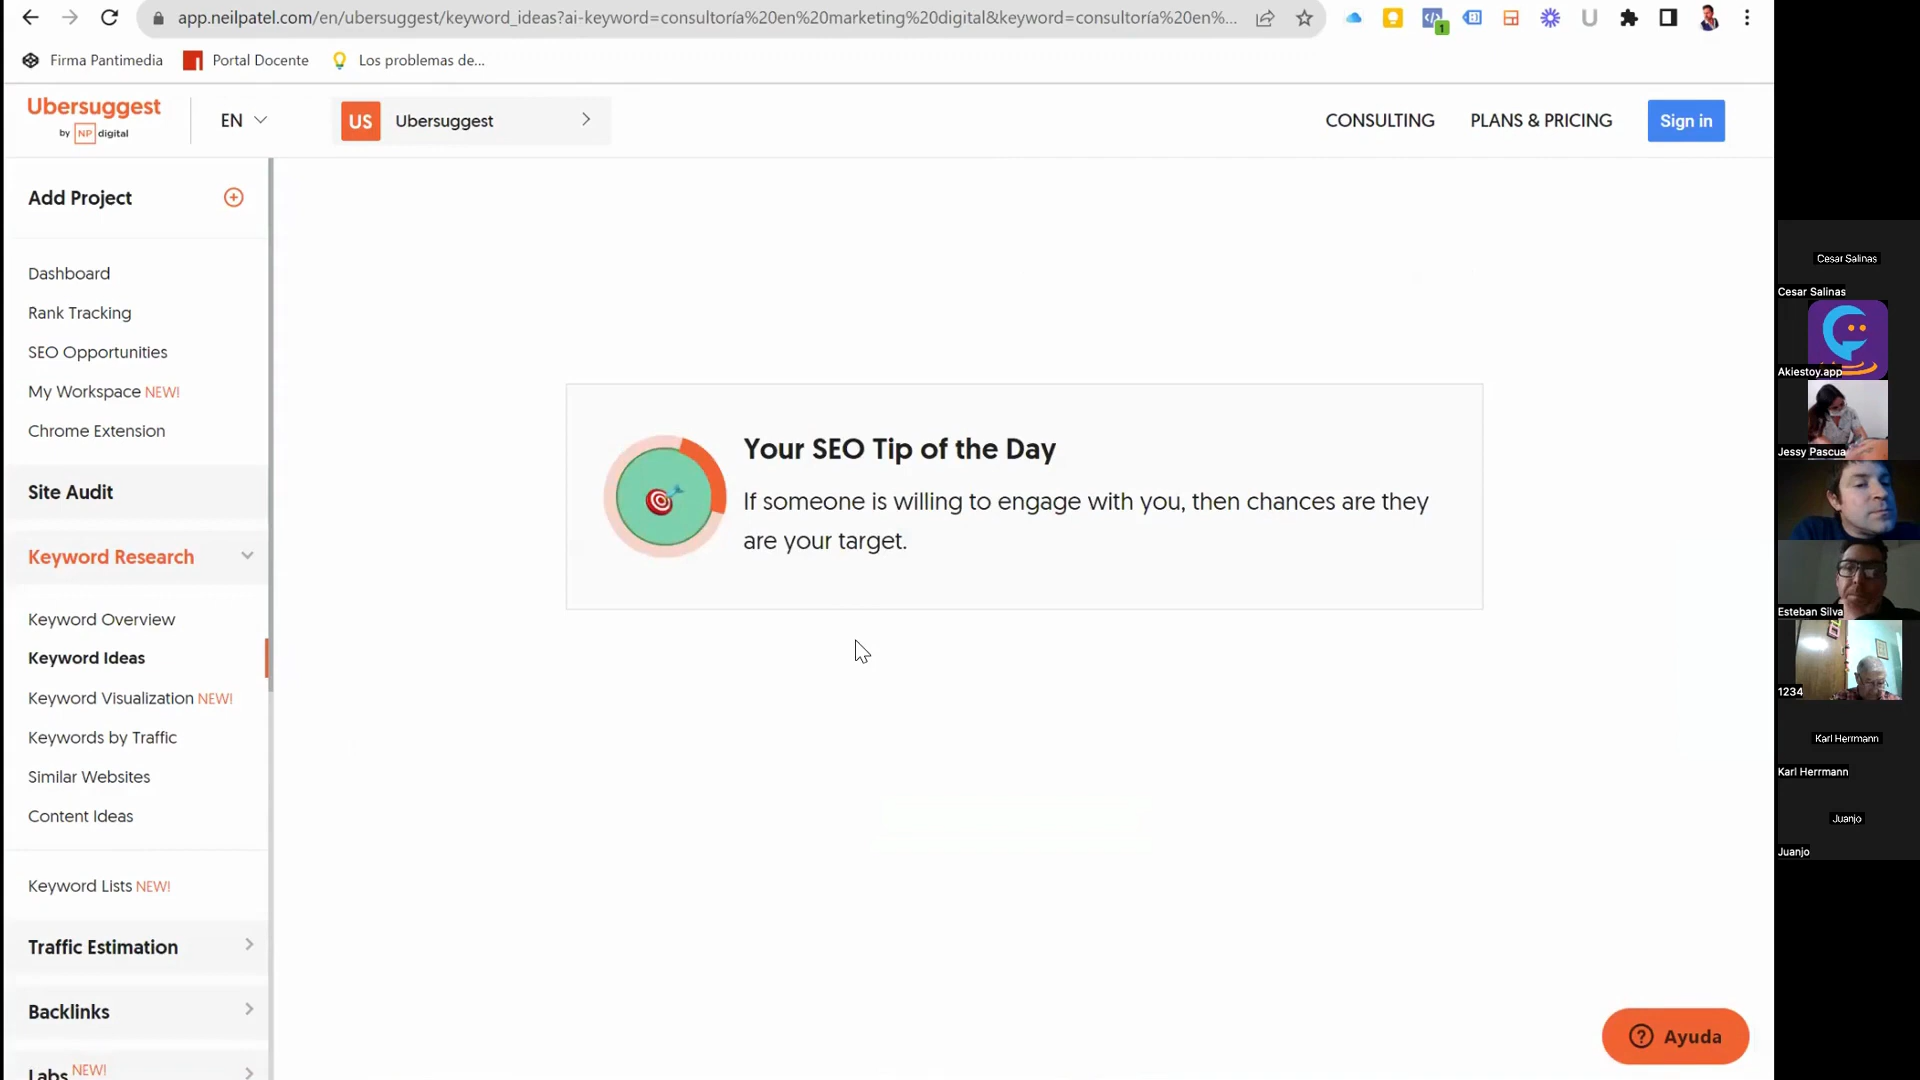 app.neilpatel.com/en/ubersuggest/keyword_ideas?ai-keyword=consultoría%20en%20marketing%20digital&keyword=consultoría%20en%...
1
Firma Pantimedia
Portal Docente
Los problemas de...
Ubersuggest
by NP digital
EN
US
Ubersuggest
CONSULTING
PLANS & PRICING
Sign in
Add Project
Dashboard
Rank Tracking
SEO Opportunities
My Workspace NEW!
Chrome Extension
Site Audit
Keyword Research
Keyword Overview
Keyword Ideas
Keyword Visualization NEW!
Keywords by Traffic
Similar Websites
Content Ideas
Keyword Lists NEW!
Traffic Estimation
Backlinks
Labs NEW!
Your SEO Tip of the Day
If someone is willing to engage with you, then chances are they
are your target.
Ayuda
Cesar Salinas
Cesar Salinas
Akiestoy.app
Jessy Pascua
Esteban Silva
1234
Karl Herrmann
Karl Herrmann
Juanjo
Juanjo